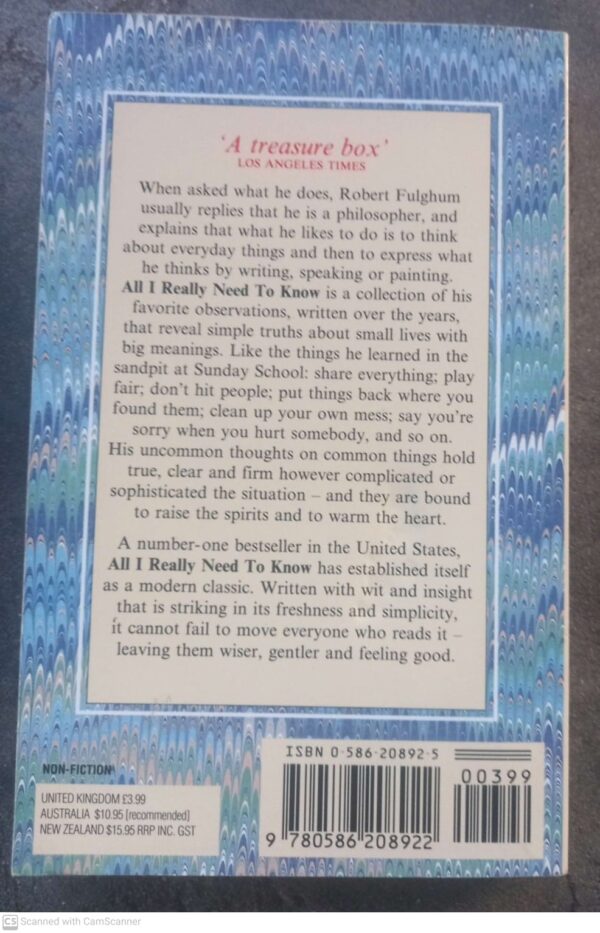 'A treasure box'
LOS ANGELES TIMES
When asked what he does, Robert Fulghum
usually replies that he is a philosopher, and
explains that what he likes to do is to think
about everyday things and then to express what
he thinks by writing, speaking or painting.
All I Really Need To Know is a collection of his
favorite observations, written over the years,
that reveal simple truths about small lives with
big meanings. Like the things he learned in the
sandpit at Sunday School: share everything; play
fair; don't hit people; put things back where you
found them; clean up your own mess; say you're
sorry when you hurt somebody, and so on.
His uncommon thoughts on common things hold
true, clear and firm however complicated or
sophisticated the situation – and they are bound
to raise the spirits and to warm the heart.
A number-one bestseller in the United States,
All I Really Need To Know has established itself
as a modern classic. Written with wit and insight
that is striking in its freshness and simplicity,
it cannot fail to move everyone who reads it –
leaving them wiser, gentler and feeling good.
NON-FICTION
UNITED KINGDOM £3.99
AUSTRALIA $10.95 [recommended]
NEW ZEALAND $15.95 RRP INC. GST
ISBN 0-586-20892-5
00399
9 780586 208922
CS Scanned with CamScanner